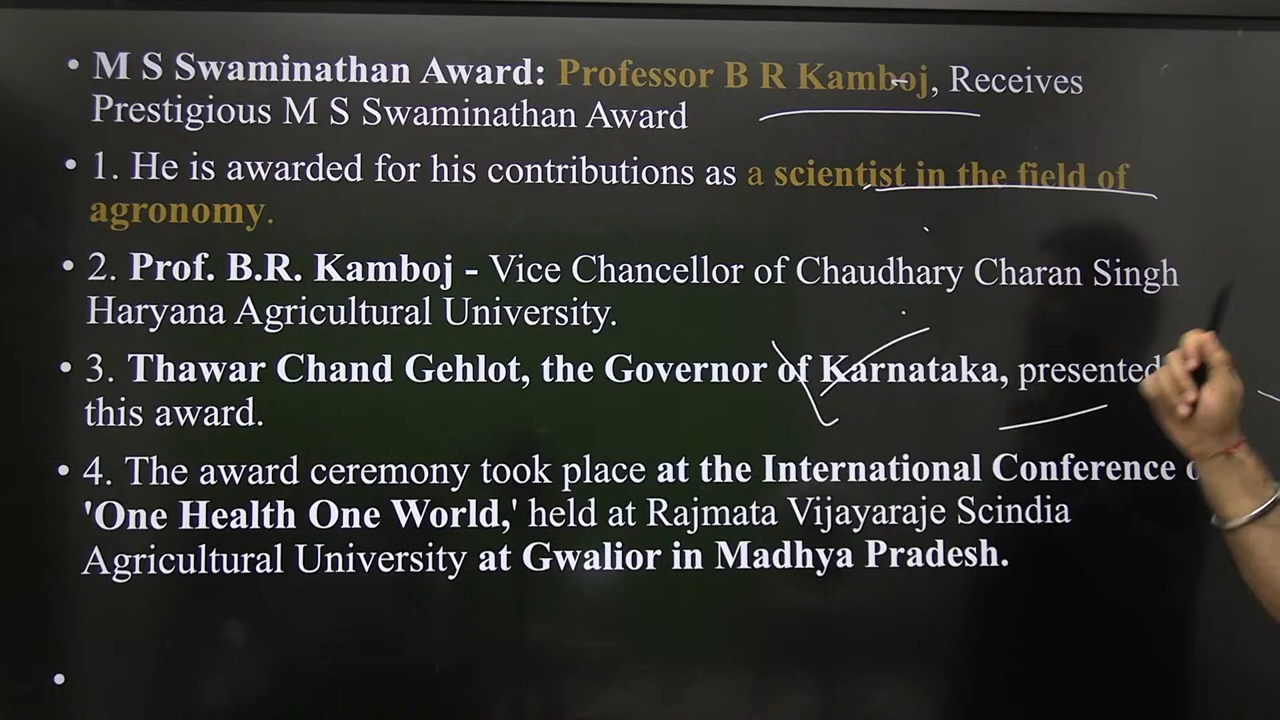 • M S Swaminathan Award: Professor B R Kamboj, Receives
Prestigious M S Swaminathan Award
• 1. He is awarded for his contributions as a scientist in the field of
agronomy.
• 2. Prof. B.R. Kamboj - Vice Chancellor of Chaudhary Charan Singh
Haryana Agricultural University.
• 3. Thawar Chand Gehlot, the Governor of Karnataka, presented
this award.
• 4. The award ceremony took place at the International Conference
'One Health One World,' held at Rajmata Vijayaraje Scindia
Agricultural University at Gwalior in Madhya Pradesh.
•